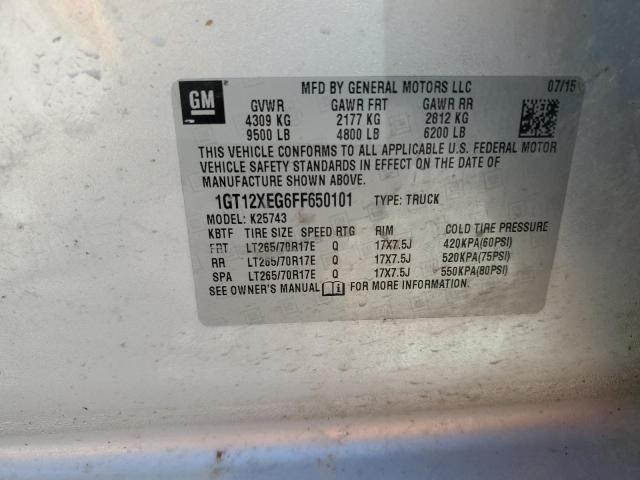 GM
MFD BY GENERAL MOTORS LLC 07/15
GVWR GAWR FRT GAWR RR
4309 KG 2177 KG 2812 KG
9500 LB 4800 LB 6200 LB
THIS VEHICLE CONFORMS TO ALL APPLICABLE U.S. FEDERAL MOTOR
VEHICLE SAFETY STANDARDS IN EFFECT ON THE DATE OF
MANUFACTURE SHOWN ABOVE.
1GT12XEG6FF650101 TYPE: TRUCK
MODEL: K25743
KBTF TIRE SIZE SPEED RTG RIM COLD TIRE PRESSURE
FRT LT265/70R17E Q 17X7.5J 420KPA(60PSI)
RR LT265/70R17E Q 17X7.5J 520KPA(75PSI)
SPA LT265/70R17E Q 17X7.5J 550KPA(80PSI)
SEE OWNER'S MANUAL i FOR MORE INFORMATION